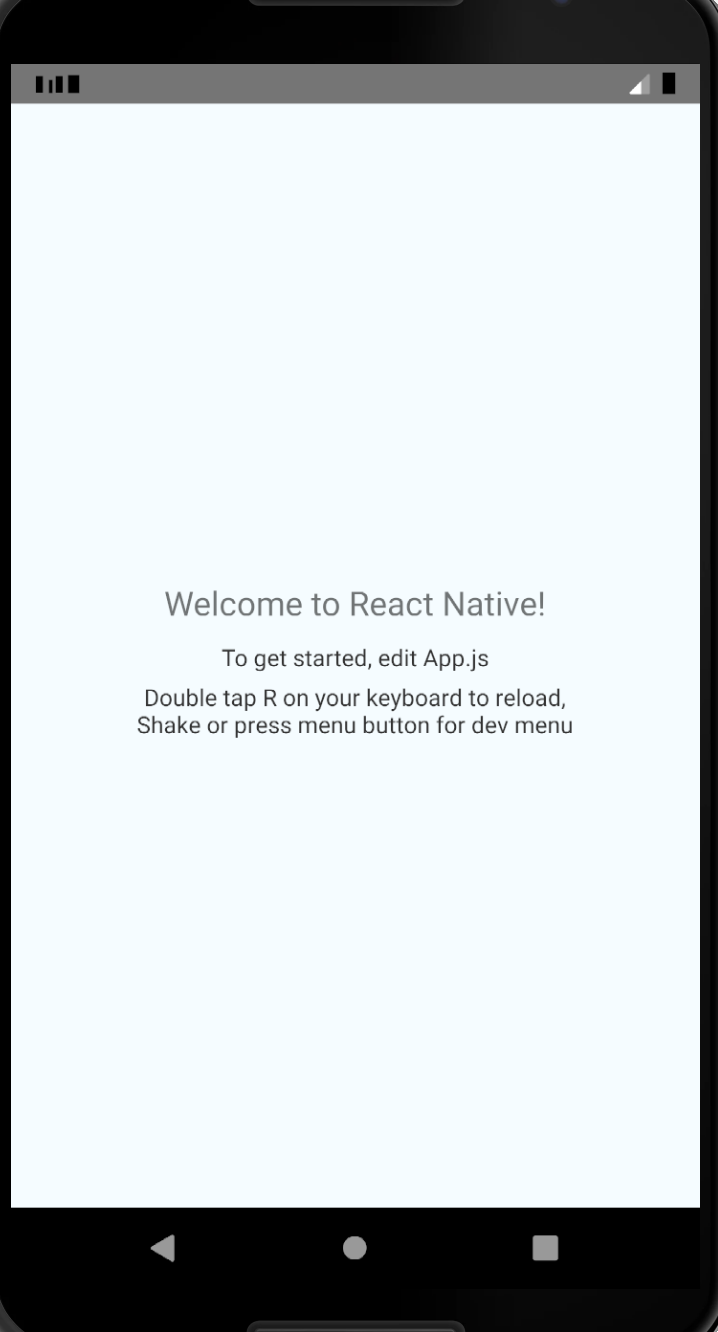 Welcome to React Native!
To get started, edit App.js
Double tap R on your keyboard to reload,
Shake or press menu button for dev menu